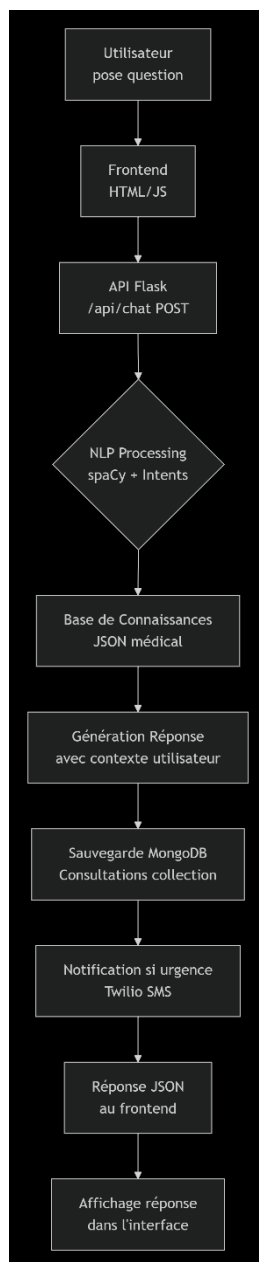 Utilisateur
pose question
Frontend
HTML/JS
API Flask
/api/chat POST
NLP Processing
spaCy + Intents
Base de Connaissances
JSON médical
Génération Réponse
avec contexte utilisateur
Sauvegarde MongoDB
Consultations collection
Notification si urgence
Twilio SMS
Réponse JSON
au frontend
Affichage réponse
dans l'interface